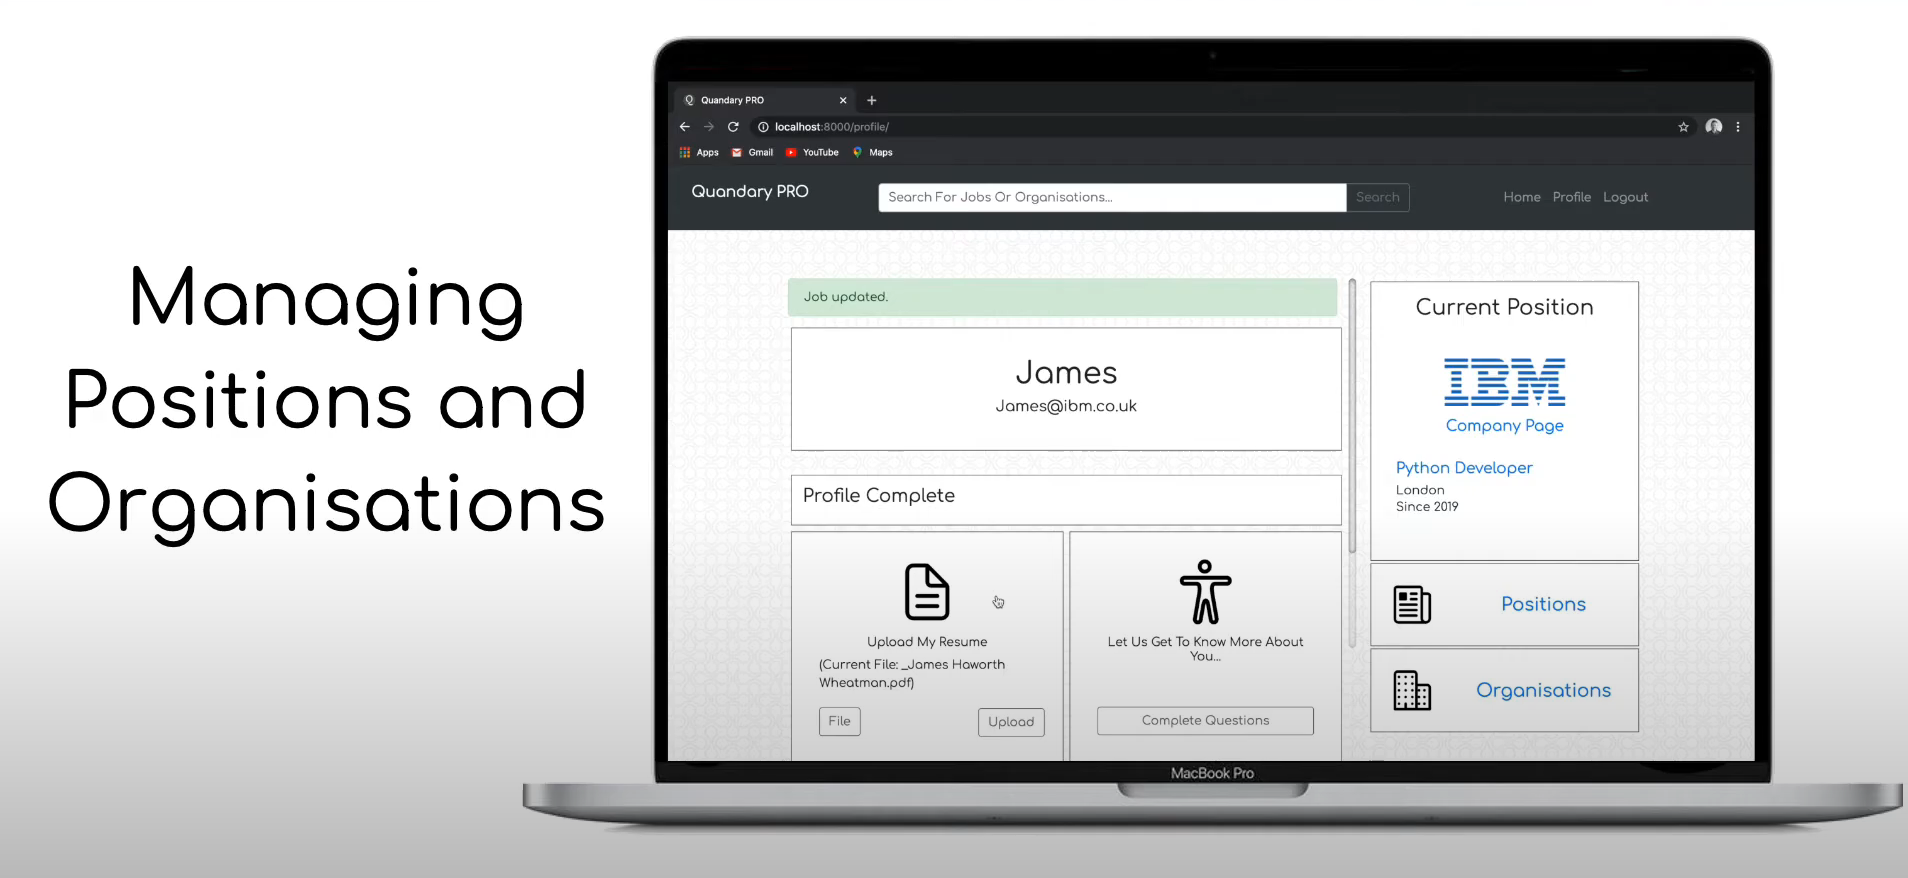 Managing
Positions and
Organisations
Quandary PRO
localhost:8000/profile/
Apps Gmail YouTube Maps
Quandary PRO
Search For Jobs Or Organisations...
Search
Home Profile Logout
Job updated.
James
James@ibm.co.uk
Profile Complete
Upload My Resume
(Current File: _James Haworth
Wheatman.pdf)
File
Upload
Let Us Get To Know More About
You...
Complete Questions
Current Position
IBM
Company Page
Python Developer
London
Since 2019
Positions
Organisations
MacBook Pro